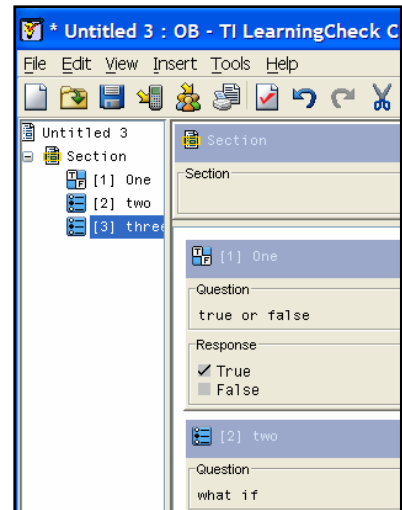 * Untitled 3 : OB - TI LearningCheck C
File Edit View Insert Tools Help
Untitled 3
Section
[1] One
[2] two
[3] three
Section
Section
[1] One
Question
true or false
Response
True
False
[2] two
Question
what if